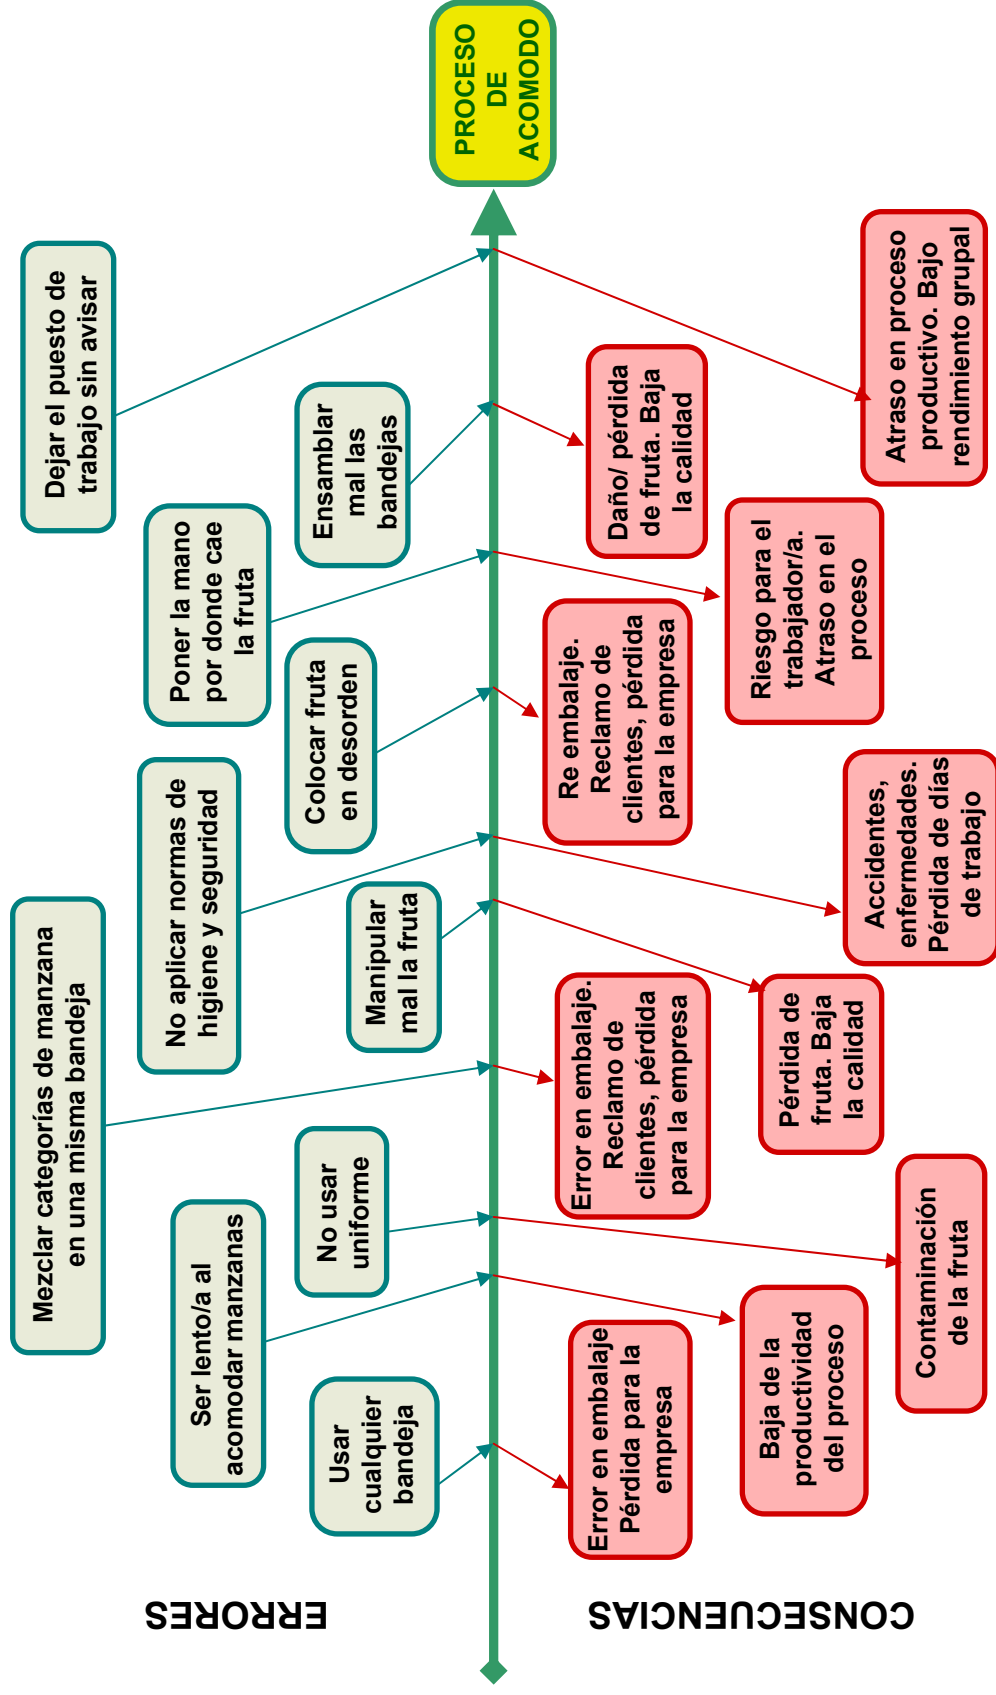 ERRORES
CONSECUENCIAS
Usar
cualquier
bandeja
Ser lento/a al
acomodar manzanas
No usar
uniforme
Mezclar categorías de manzana
en una misma bandeja
Manipular
mal la fruta
No aplicar normas de
higiene y seguridad
Colocar fruta
en desorden
Poner la mano
por donde cae
la fruta
Ensamblar
mal las
bandejas
Dejar el puesto de
trabajo sin avisar
PROCESO
DE
ACOMODO
Error en embalaje
Pérdida para la
empresa
Baja de la
productividad
del proceso
Contaminación
de la fruta
Error en embalaje.
Reclamo de
clientes, pérdida
para la empresa
Pérdida de
fruta. Baja
la calidad
Accidentes,
enfermedades.
Pérdida de días
de trabajo
Re embalaje.
Reclamo de
clientes, pérdida
para la empresa
Riesgo para el
trabajador/a.
Atraso en el
proceso
Daño/ pérdida
de fruta. Baja
la calidad
Atraso en proceso
productivo. Bajo
rendimiento grupal